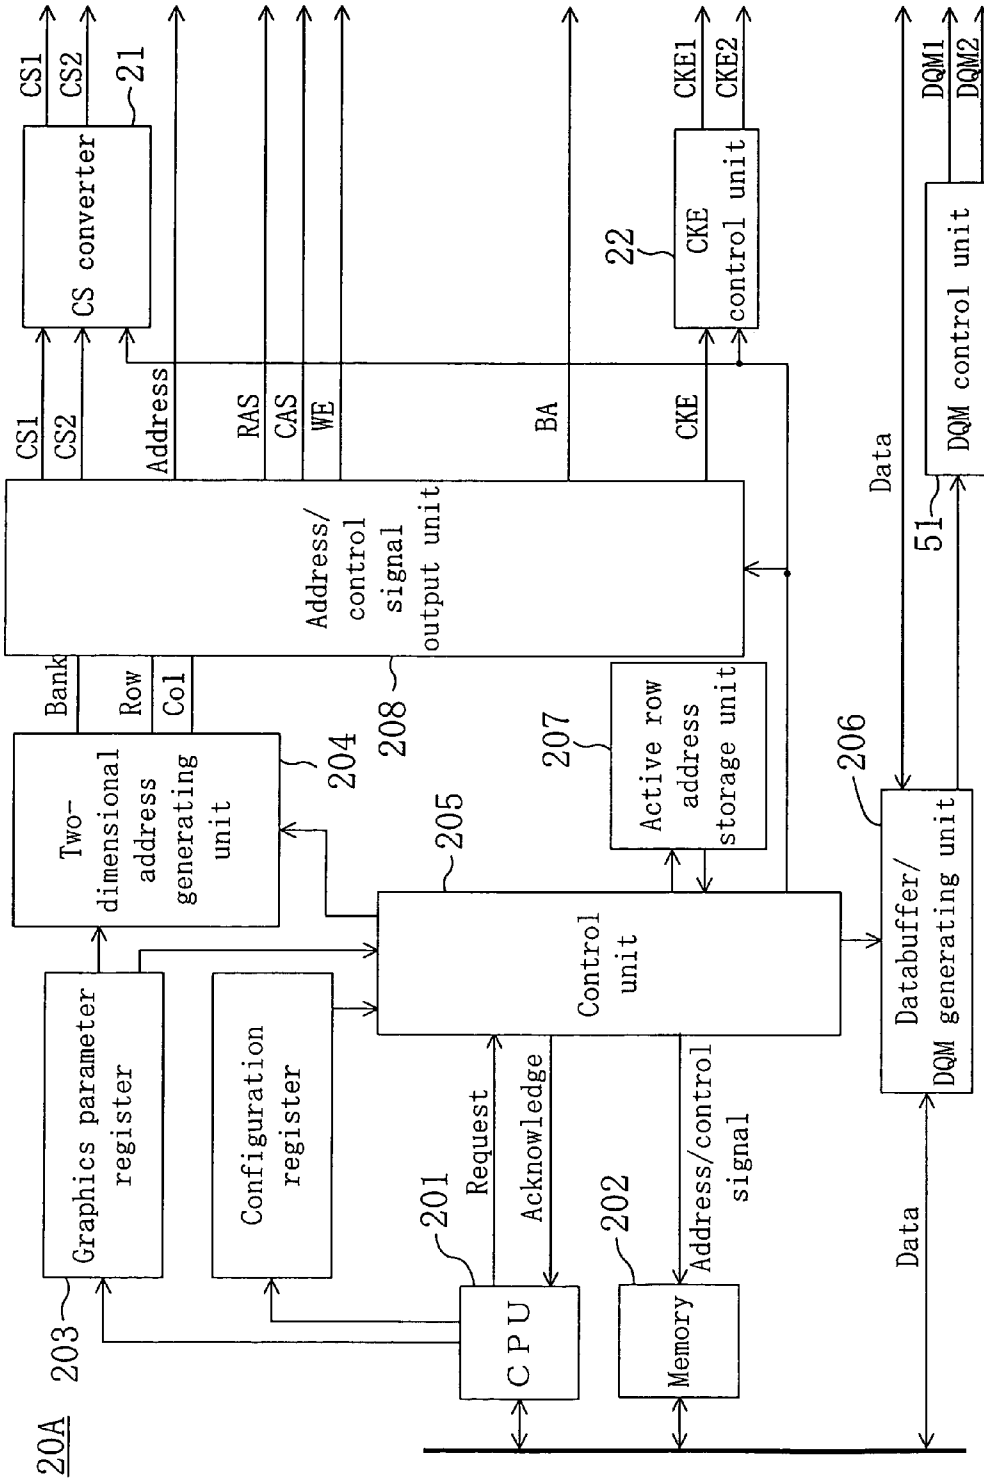 20A
203
Graphics parameter
register
Configuration
register
201
CPU
202
Memory
Request
Acknowledge
Address/control
signal
Data
Two-
dimensional
address
generating
unit
204
205
Control
unit
207
Active row
address
storage unit
206
Databuffer/
DQM generating unit
Bank
Row
Col
208
Address/
control
signal
output unit
CS1
CS2
Address
RAS
CAS
WE
BA
CKE
Data
51
DQM control unit
CS converter
21
22
CKE
control unit
CS1
CS2
CKE1
CKE2
DQM1
DQM2